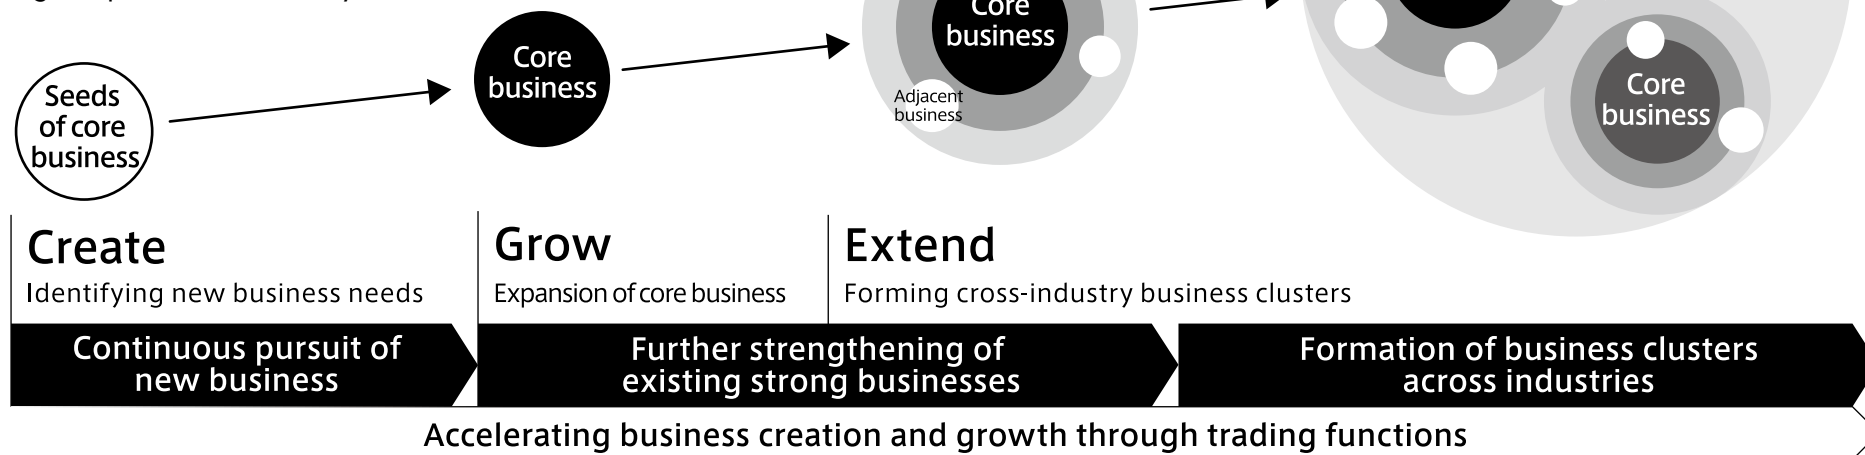 Core
business
Core
business
Adjacent
business
Seeds
of core
business
Core
business
Create
Identifying new business needs
Grow
Expansion of core business
Extend
Forming cross-industry business clusters
Continuous pursuit of
new business
Further strengthening of
existing strong businesses
Formation of business clusters
across industries
Accelerating business creation and growth through trading functions